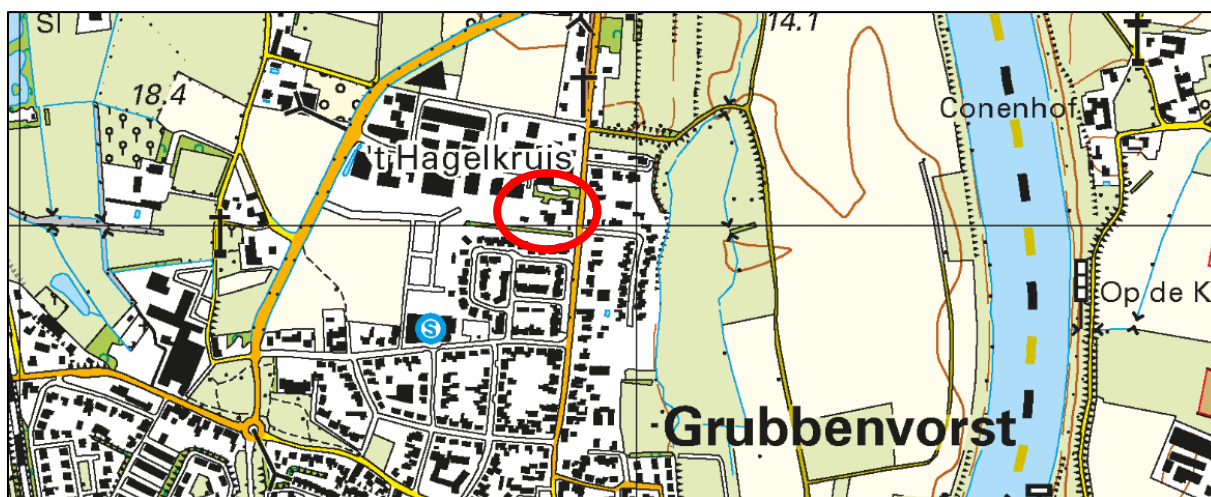 Sl
14.1
18.4
Conenhof
't Hagelkruis
Op de K
S
Grubbenvorst